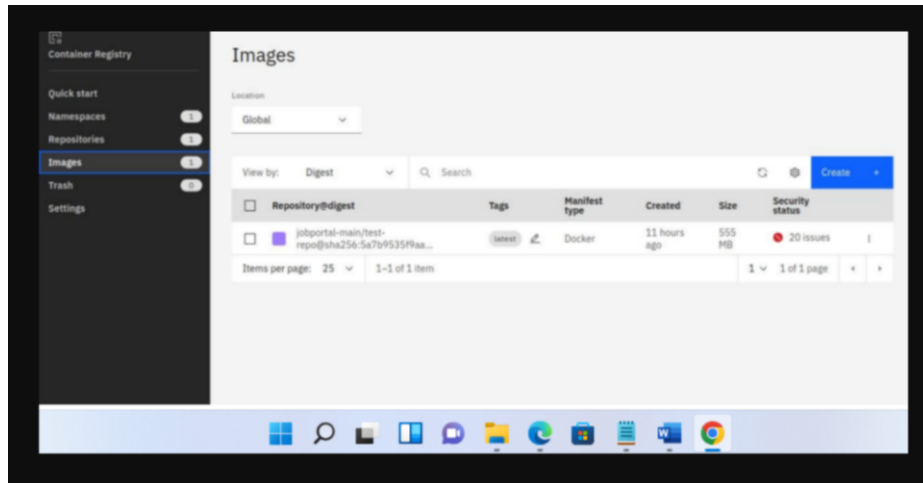 Container Registry
Quick start
Namespaces 1
Repositories 1
Images 1
Trash 0
Settings
Images
Location
Global
View by: Digest Search Create +
Repository@digest Tags Manifest type Created Size Security status
jobportal-main/test-
repo@sha256:5a7b9535f9aa... latest Docker 11 hours ago 555 MB 20 issues
Items per page: 25 1–1 of 1 item 1 1 of 1 page
W